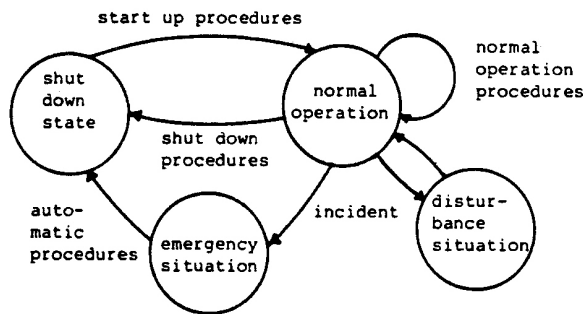 start up procedures
shut
down
state
normal
operation
normal
operation
procedures
shut down
procedures
auto-
matic
procedures
emergency
situation
incident
distur-
bance
situation